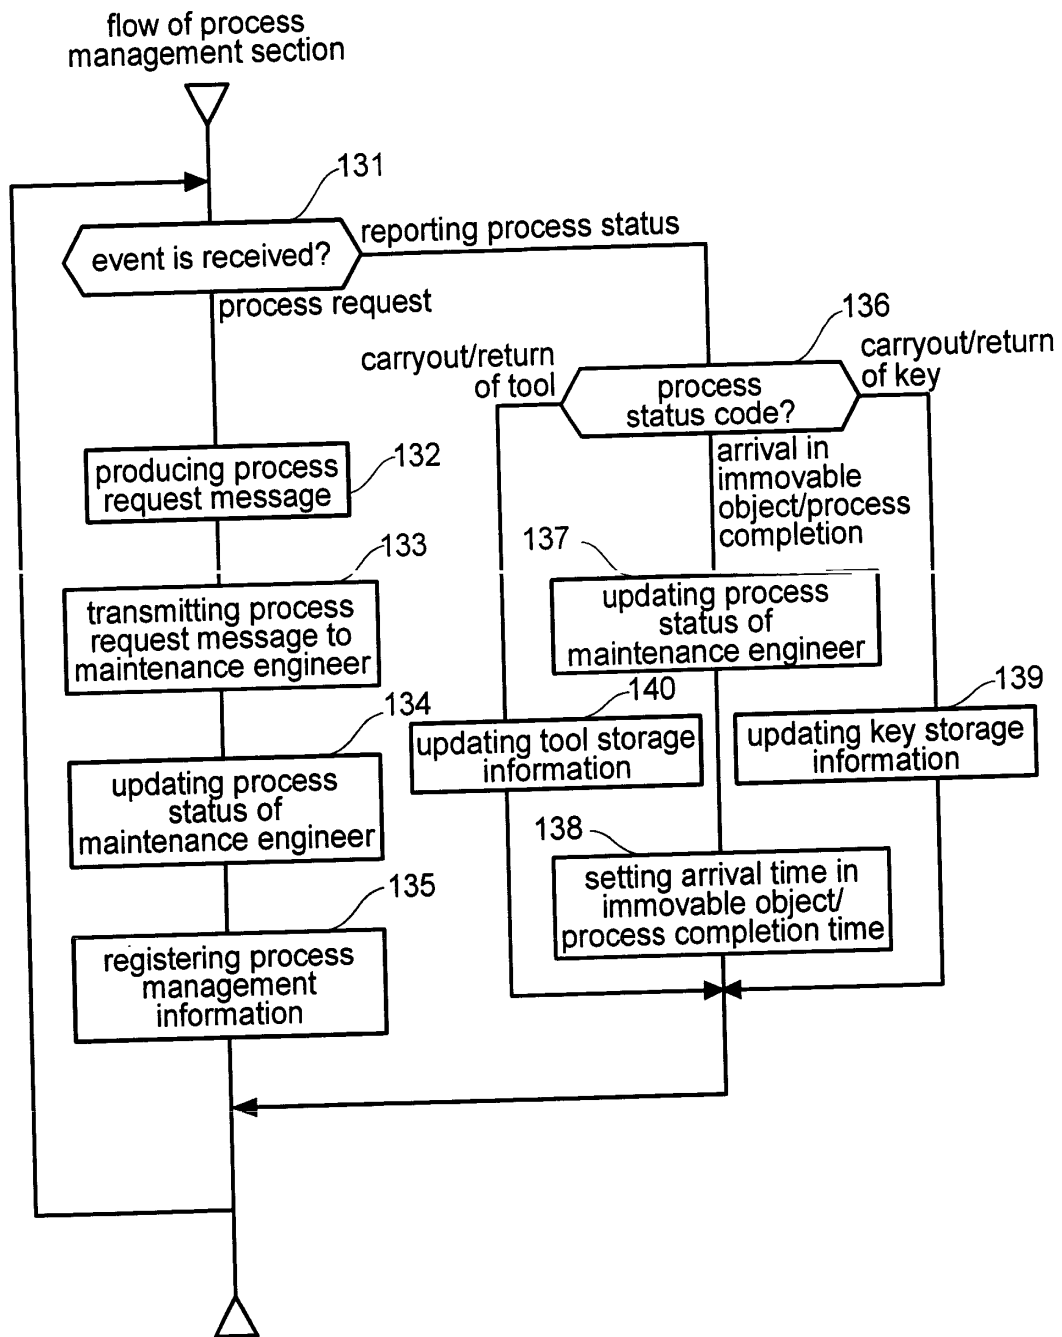 flow of process
management section
131
event is received?
reporting process status
process request
136
carryout/return
of tool
carryout/return
of key
process
status code?
arrival in
immovable
object/process
completion
producing process
request message
132
133
transmitting process
request message to
maintenance engineer
137
updating process
status of
maintenance engineer
134
updating process
status of
maintenance engineer
140
updating tool storage
information
139
updating key storage
information
138
setting arrival time in
immovable object/
process completion time
135
registering process
management
information